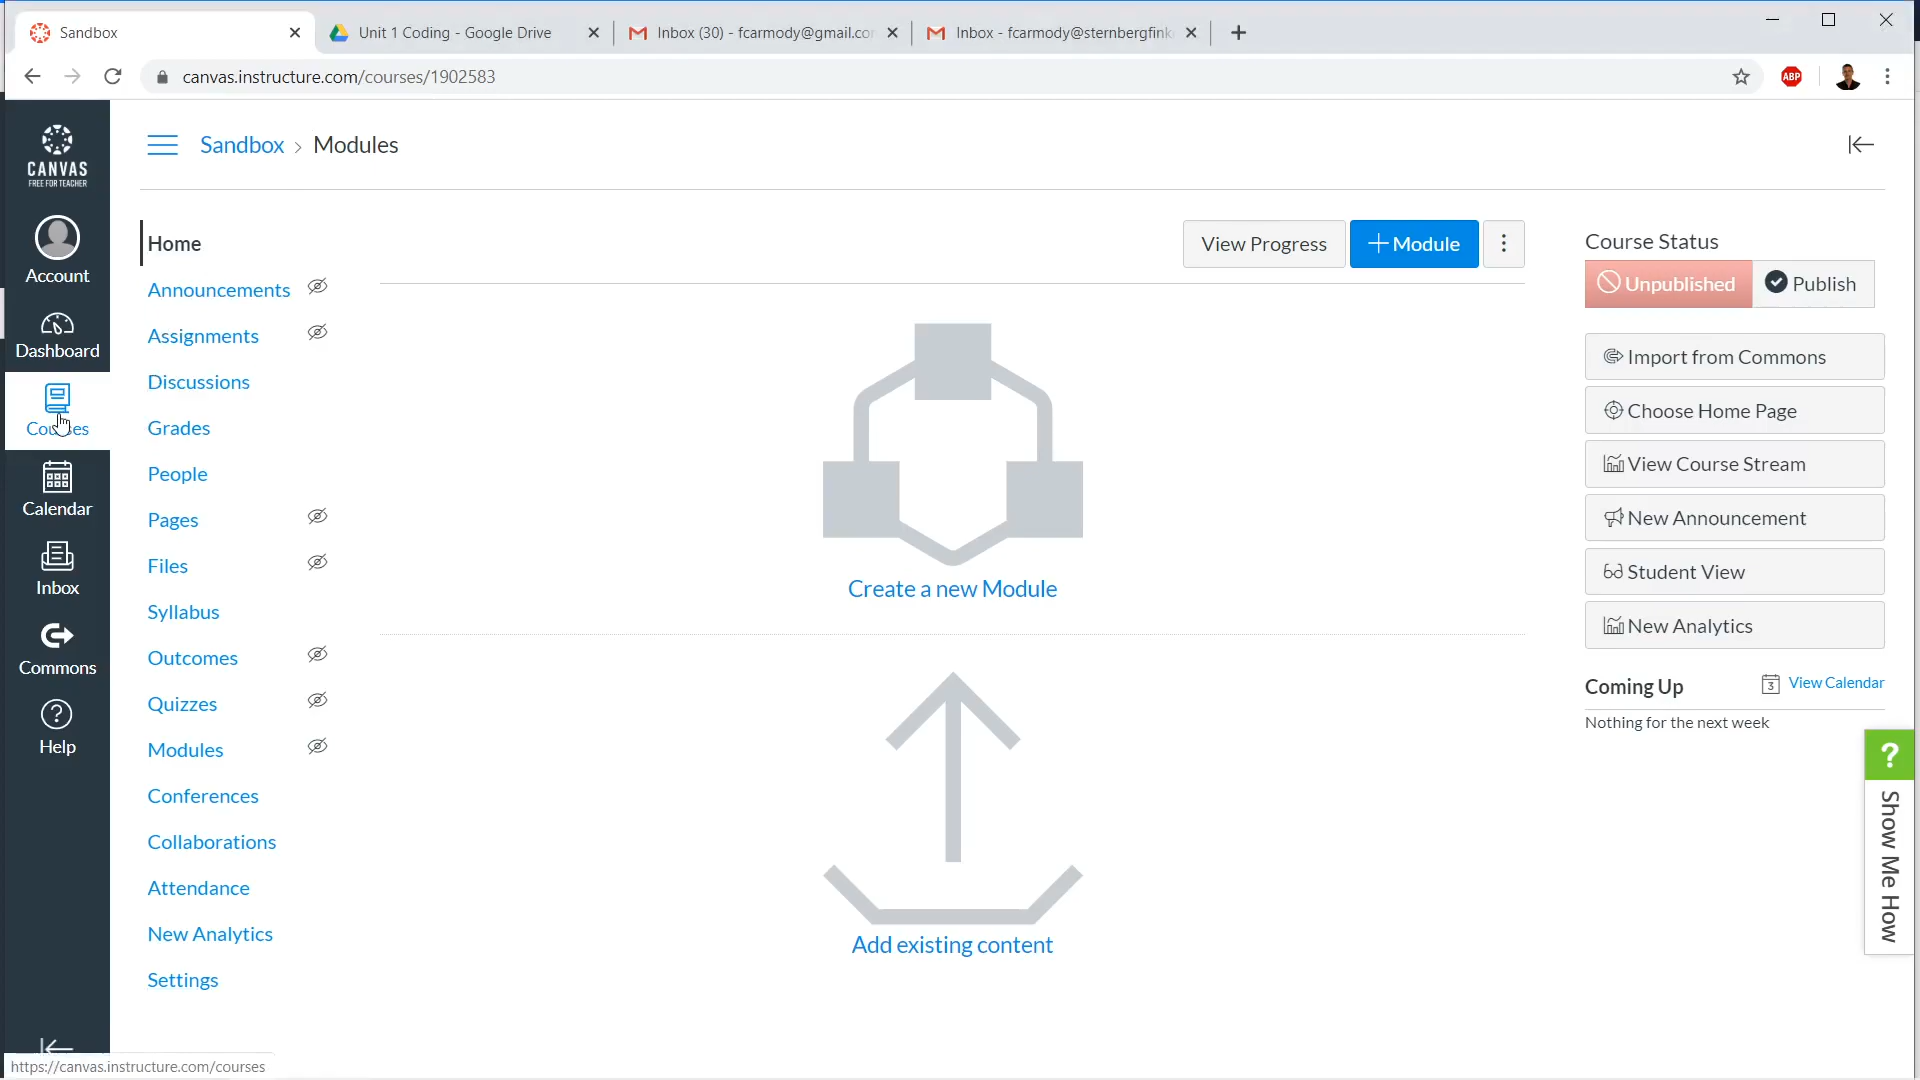 Sandbox
Unit 1 Coding - Google Drive
Inbox (30) - fcarmody@gmail.co
Inbox - fcarmody@sternbergfink
canvas.instructure.com/courses/1902583
ABP
CANVAS
FREE FOR TEACHER
Account
Dashboard
Courses
Calendar
Inbox
Commons
Help
Sandbox > Modules
Home
Announcements
Assignments
Discussions
Grades
People
Pages
Files
Syllabus
Outcomes
Quizzes
Modules
Conferences
Collaborations
Attendance
New Analytics
Settings
View Progress
+ Module
Create a new Module
Add existing content
Course Status
Unpublished
Publish
Import from Commons
Choose Home Page
View Course Stream
New Announcement
Student View
New Analytics
Coming Up
3
View Calendar
Nothing for the next week
?
Show Me How
https://canvas.instructure.com/courses